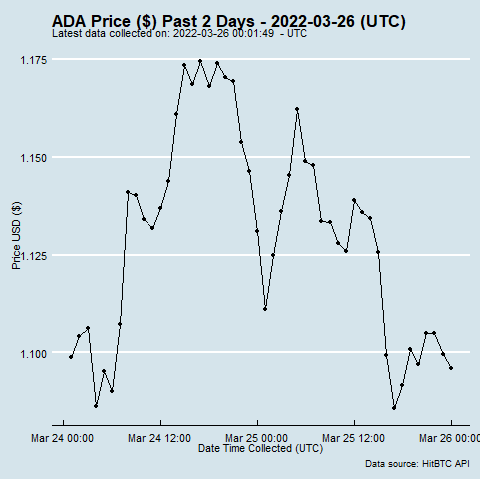 ADA Price ($) Past 2 Days - 2022-03-26 (UTC)
Latest data collected on: 2022-03-26 00:01:49 - UTC
1.175
1.150
1.125
1.100
Price USD ($)
Mar 24 00:00 Mar 24 12:00 Mar 25 00:00 Mar 25 12:00 Mar 26 00:00
Date Time Collected (UTC)
Data source: HitBTC API